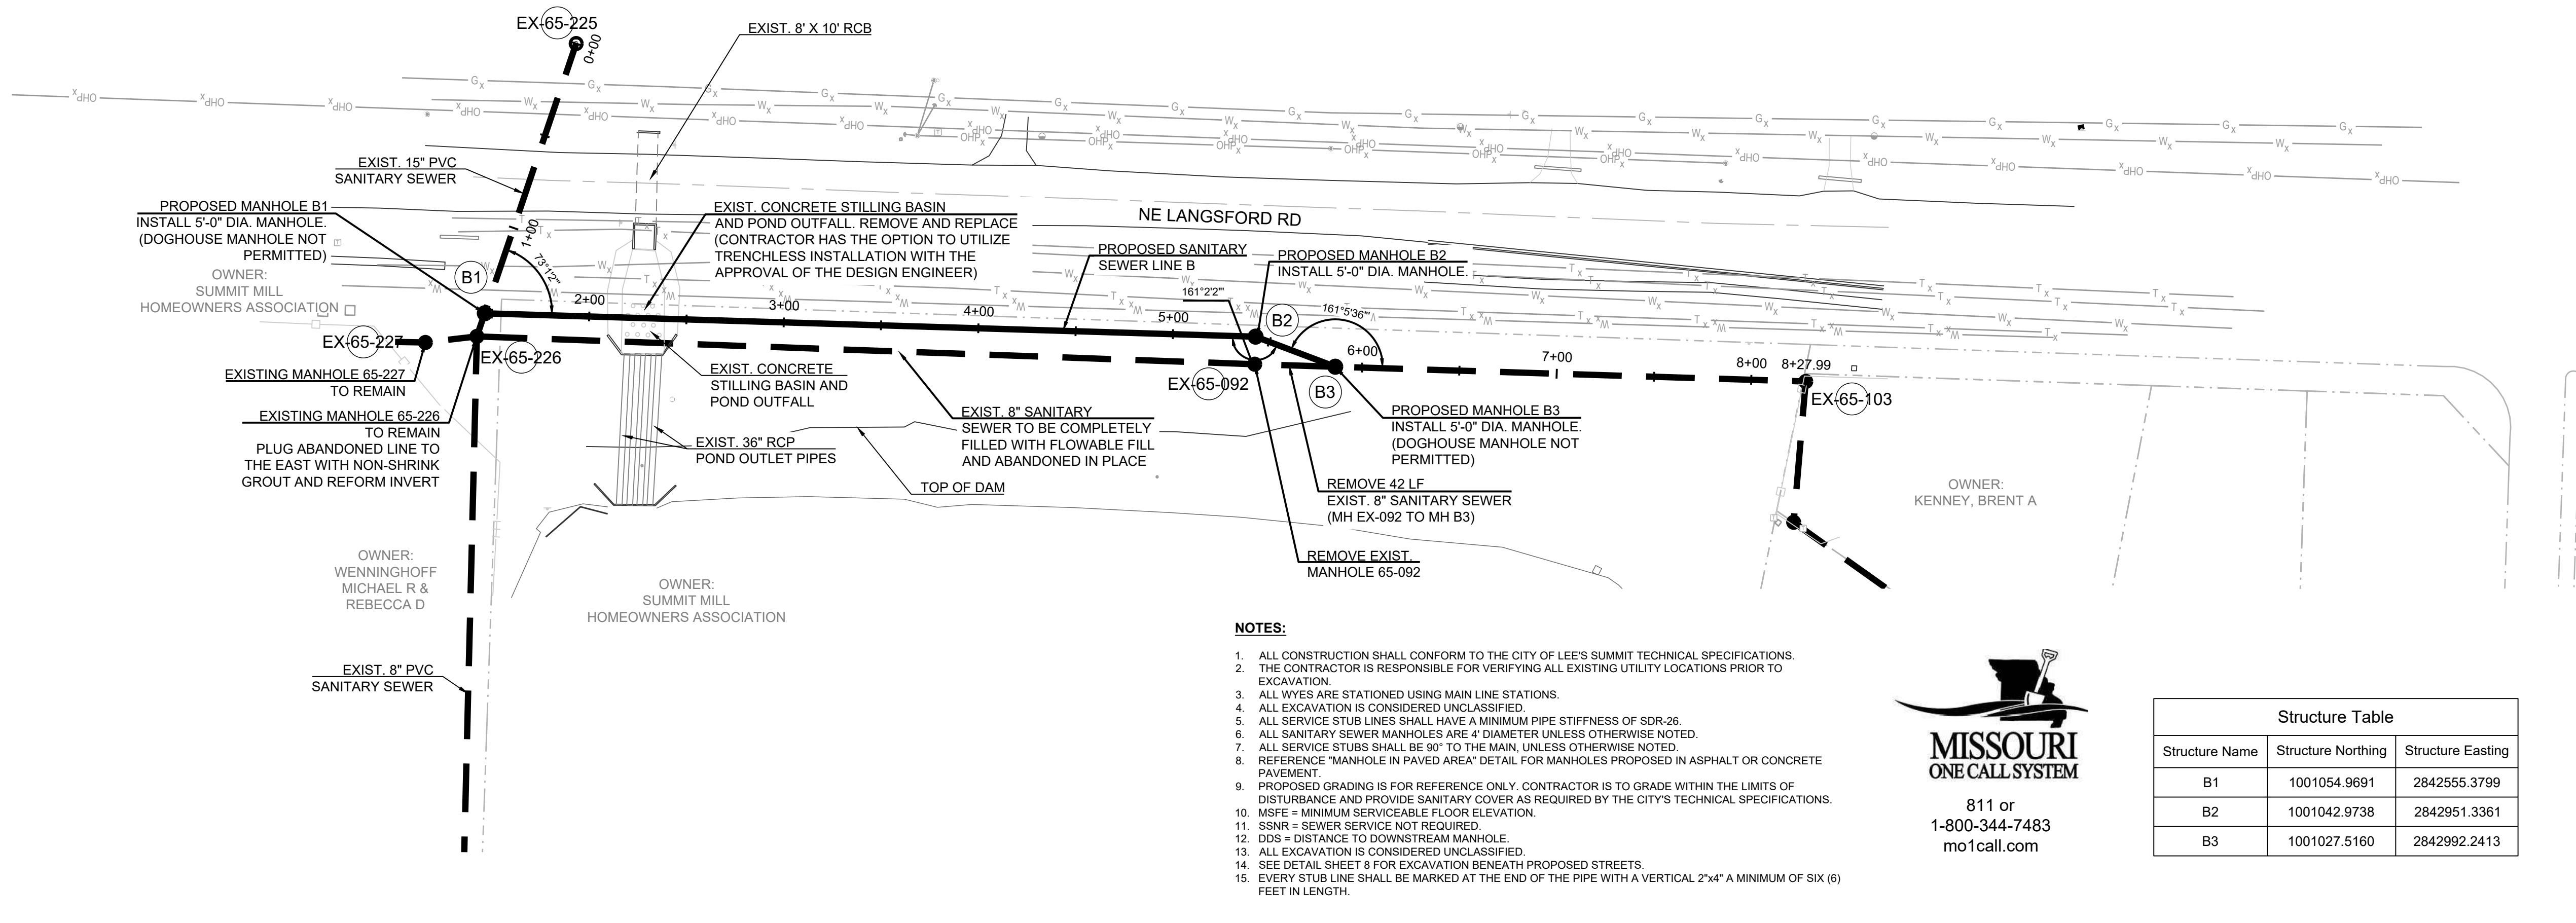 EX-65-225
0+00
EXIST. 8' X 10' RCB
EXIST. 15" PVC
SANITARY SEWER
PROPOSED MANHOLE B1
INSTALL 5'-0" DIA. MANHOLE.
(DOGHOUSE MANHOLE NOT
PERMITTED)
OWNER:
SUMMIT MILL
HOMEOWNERS ASSOCIATION
B1
1+00
73°1'2"
EXIST. CONCRETE STILLING BASIN
AND POND OUTFALL. REMOVE AND REPLACE
(CONTRACTOR HAS THE OPTION TO UTILIZE
TRENCHLESS INSTALLATION WITH THE
APPROVAL OF THE DESIGN ENGINEER)
NE LANGSFORD RD
PROPOSED SANITARY
SEWER LINE B
PROPOSED MANHOLE B2
INSTALL 5'-0" DIA. MANHOLE.
161°2'2"
161°5'36"
2+00
3+00
4+00
5+00
B2
6+00
7+00
8+00
8+27.99
EX-65-227
EX-65-226
EX-65-092
B3
EX-65-103
EXISTING MANHOLE 65-227
TO REMAIN
EXISTING MANHOLE 65-226
TO REMAIN
PLUG ABANDONED LINE TO
THE EAST WITH NON-SHRINK
GROUT AND REFORM INVERT
EXIST. CONCRETE
STILLING BASIN AND
POND OUTFALL
EXIST. 36" RCP
POND OUTLET PIPES
EXIST. 8" SANITARY
SEWER TO BE COMPLETELY
FILLED WITH FLOWABLE FILL
AND ABANDONED IN PLACE
TOP OF DAM
PROPOSED MANHOLE B3
INSTALL 5'-0" DIA. MANHOLE.
(DOGHOUSE MANHOLE NOT
PERMITTED)
REMOVE 42 LF
EXIST. 8" SANITARY SEWER
(MH EX-092 TO MH B3)
REMOVE EXIST.
MANHOLE 65-092
OWNER:
KENNEY, BRENT A
OWNER:
WENNINGHOFF
MICHAEL R &
REBECCA D
OWNER:
SUMMIT MILL
HOMEOWNERS ASSOCIATION
EXIST. 8" PVC
SANITARY SEWER
NOTES:
1. ALL CONSTRUCTION SHALL CONFORM TO THE CITY OF LEE'S SUMMIT TECHNICAL SPECIFICATIONS.
2. THE CONTRACTOR IS RESPONSIBLE FOR VERIFYING ALL EXISTING UTILITY LOCATIONS PRIOR TO
EXCAVATION.
3. ALL WYES ARE STATIONED USING MAIN LINE STATIONS.
4. ALL EXCAVATION IS CONSIDERED UNCLASSIFIED.
5. ALL SERVICE STUB LINES SHALL HAVE A MINIMUM PIPE STIFFNESS OF SDR-26.
6. ALL SANITARY SEWER MANHOLES ARE 4' DIAMETER UNLESS OTHERWISE NOTED.
7. ALL SERVICE STUBS SHALL BE 90° TO THE MAIN, UNLESS OTHERWISE NOTED.
8. REFERENCE "MANHOLE IN PAVED AREA" DETAIL FOR MANHOLES PROPOSED IN ASPHALT OR CONCRETE
PAVEMENT.
9. PROPOSED GRADING IS FOR REFERENCE ONLY. CONTRACTOR IS TO GRADE WITHIN THE LIMITS OF
DISTURBANCE AND PROVIDE SANITARY COVER AS REQUIRED BY THE CITY'S TECHNICAL SPECIFICATIONS.
10. MSFE = MINIMUM SERVICEABLE FLOOR ELEVATION.
11. SSNR = SEWER SERVICE NOT REQUIRED.
12. DDS = DISTANCE TO DOWNSTREAM MANHOLE.
13. ALL EXCAVATION IS CONSIDERED UNCLASSIFIED.
14. SEE DETAIL SHEET 8 FOR EXCAVATION BENEATH PROPOSED STREETS.
15. EVERY STUB LINE SHALL BE MARKED AT THE END OF THE PIPE WITH A VERTICAL 2"x4" A MINIMUM OF SIX (6)
FEET IN LENGTH.
MISSOURI
ONE CALL SYSTEM
811 or
1-800-344-7483
mo1call.com
Structure Table
Structure Name Structure Northing Structure Easting
B1 1001054.9691 2842555.3799
B2 1001042.9738 2842951.3361
B3 1001027.5160 2842992.2413